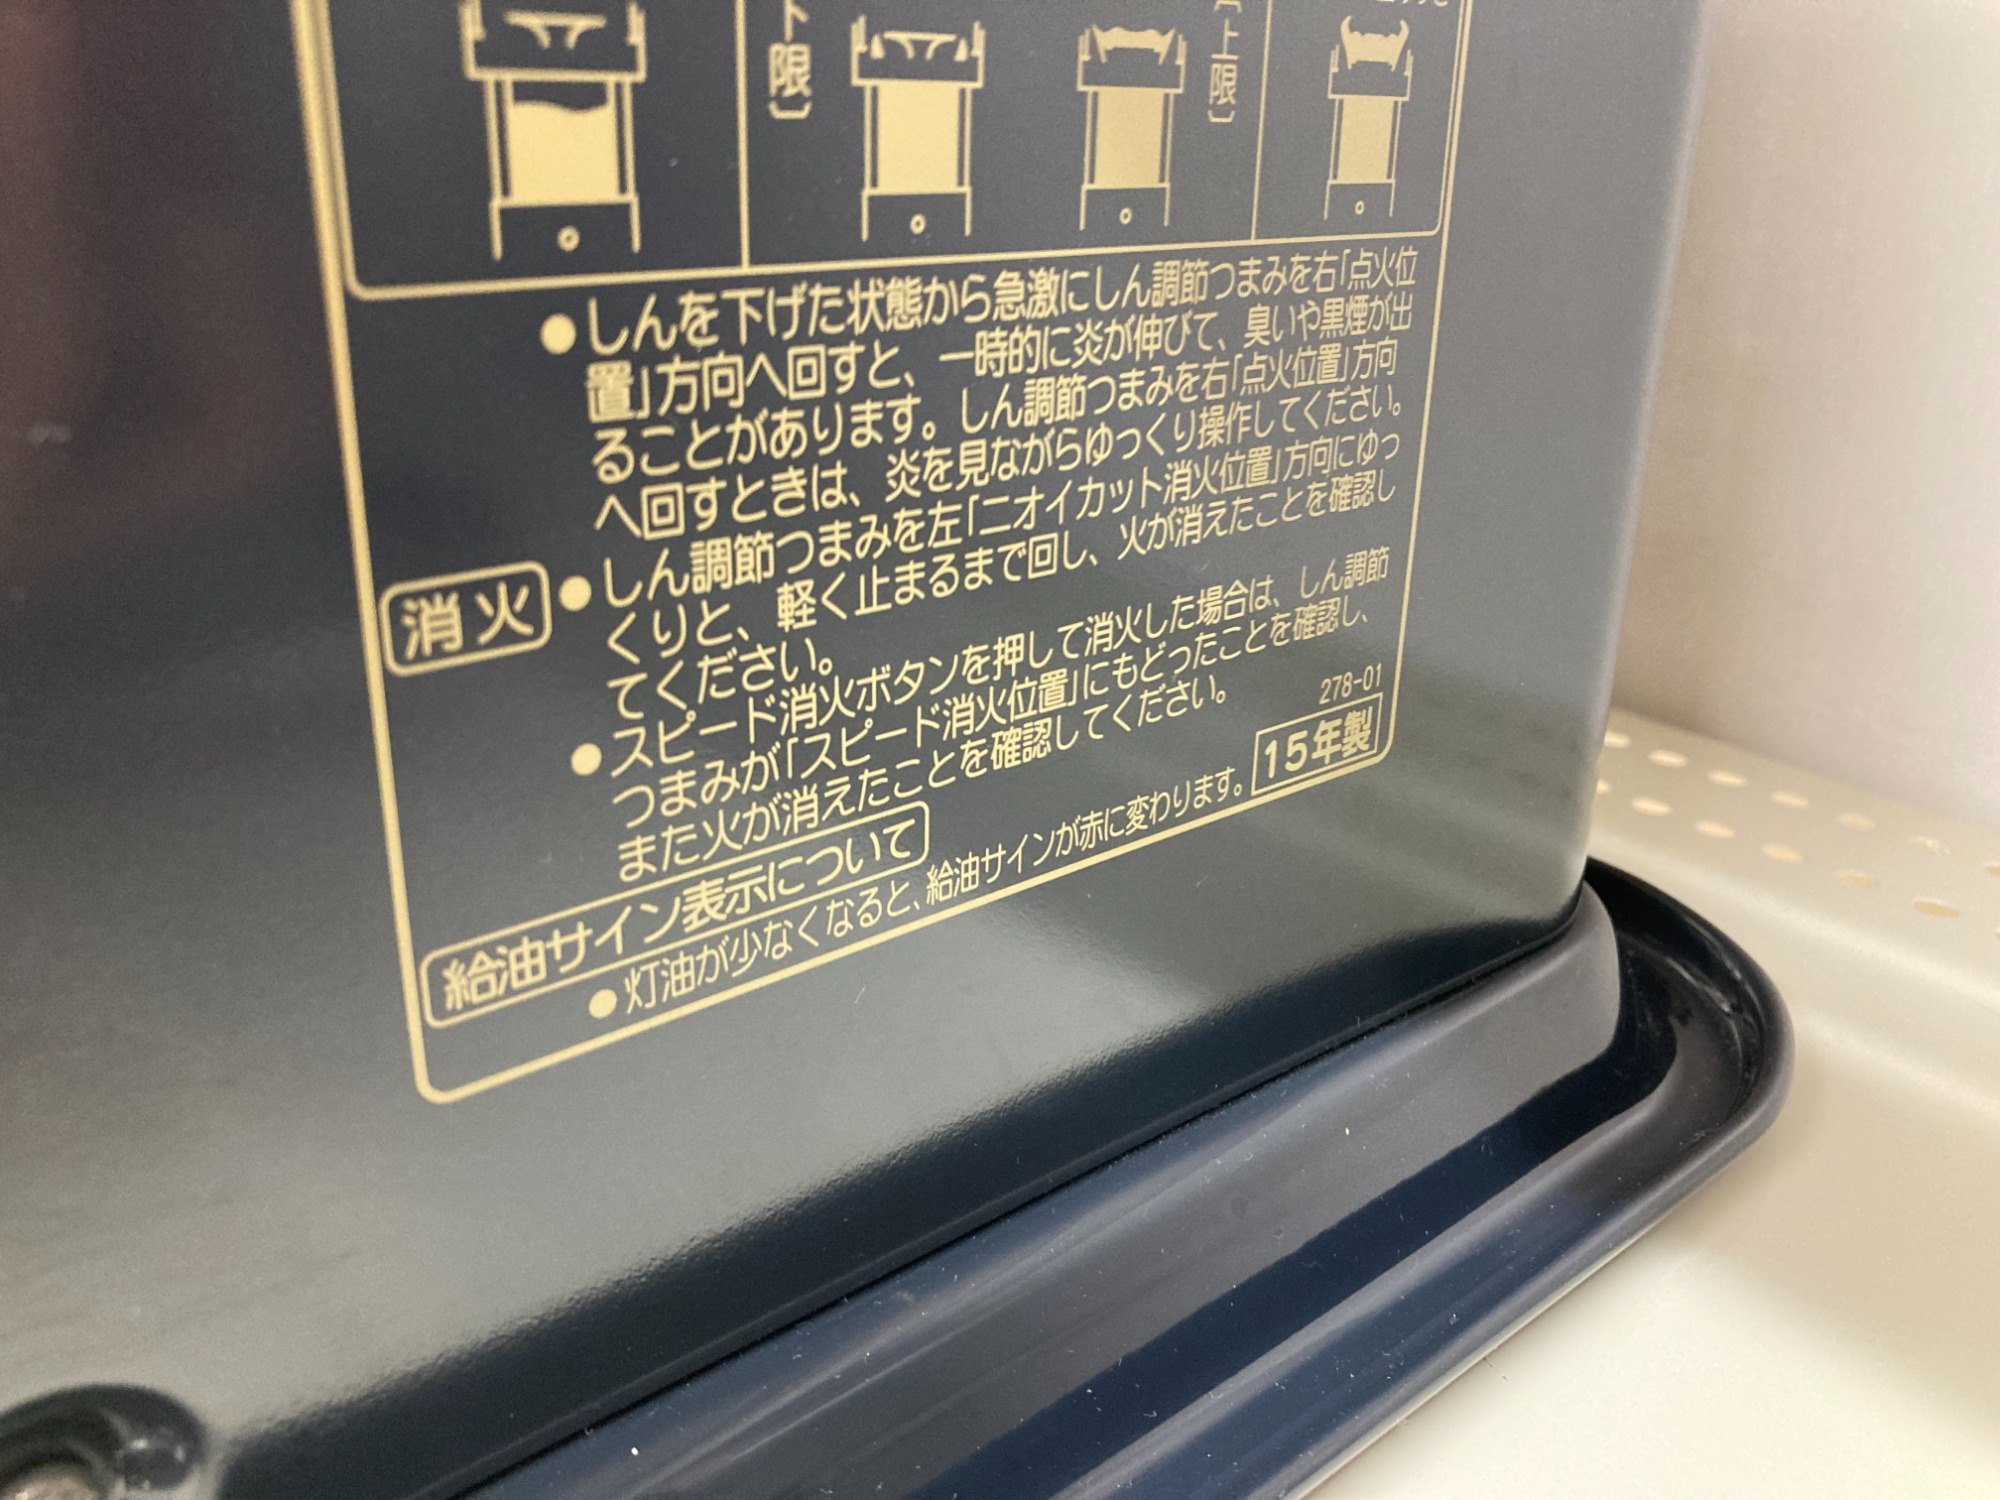 下限〕
上限〕
●しんを下げた状態から急激にしん調節つまみを右「点火位
置」方向へ回すと、一時的に炎が伸びて、臭いや黒煙が出
ることがあります。しん調節つまみを右「点火位置」方向
へ回すときは、炎を見ながらゆっくり操作してください。
消火
●しん調節つまみを左「ニオイカット消火位置」方向にゆっ
くりと、軽く止まるまで回し、火が消えたことを確認し
てください。
●スピード消火ボタンを押して消火した場合は、しん調節
つまみが「スピード消火位置」にもどったことを確認し、
また火が消えたことを確認してください。
278-01
給油サイン表示について
●灯油が少なくなると、給油サインが赤に変わります。
15年製